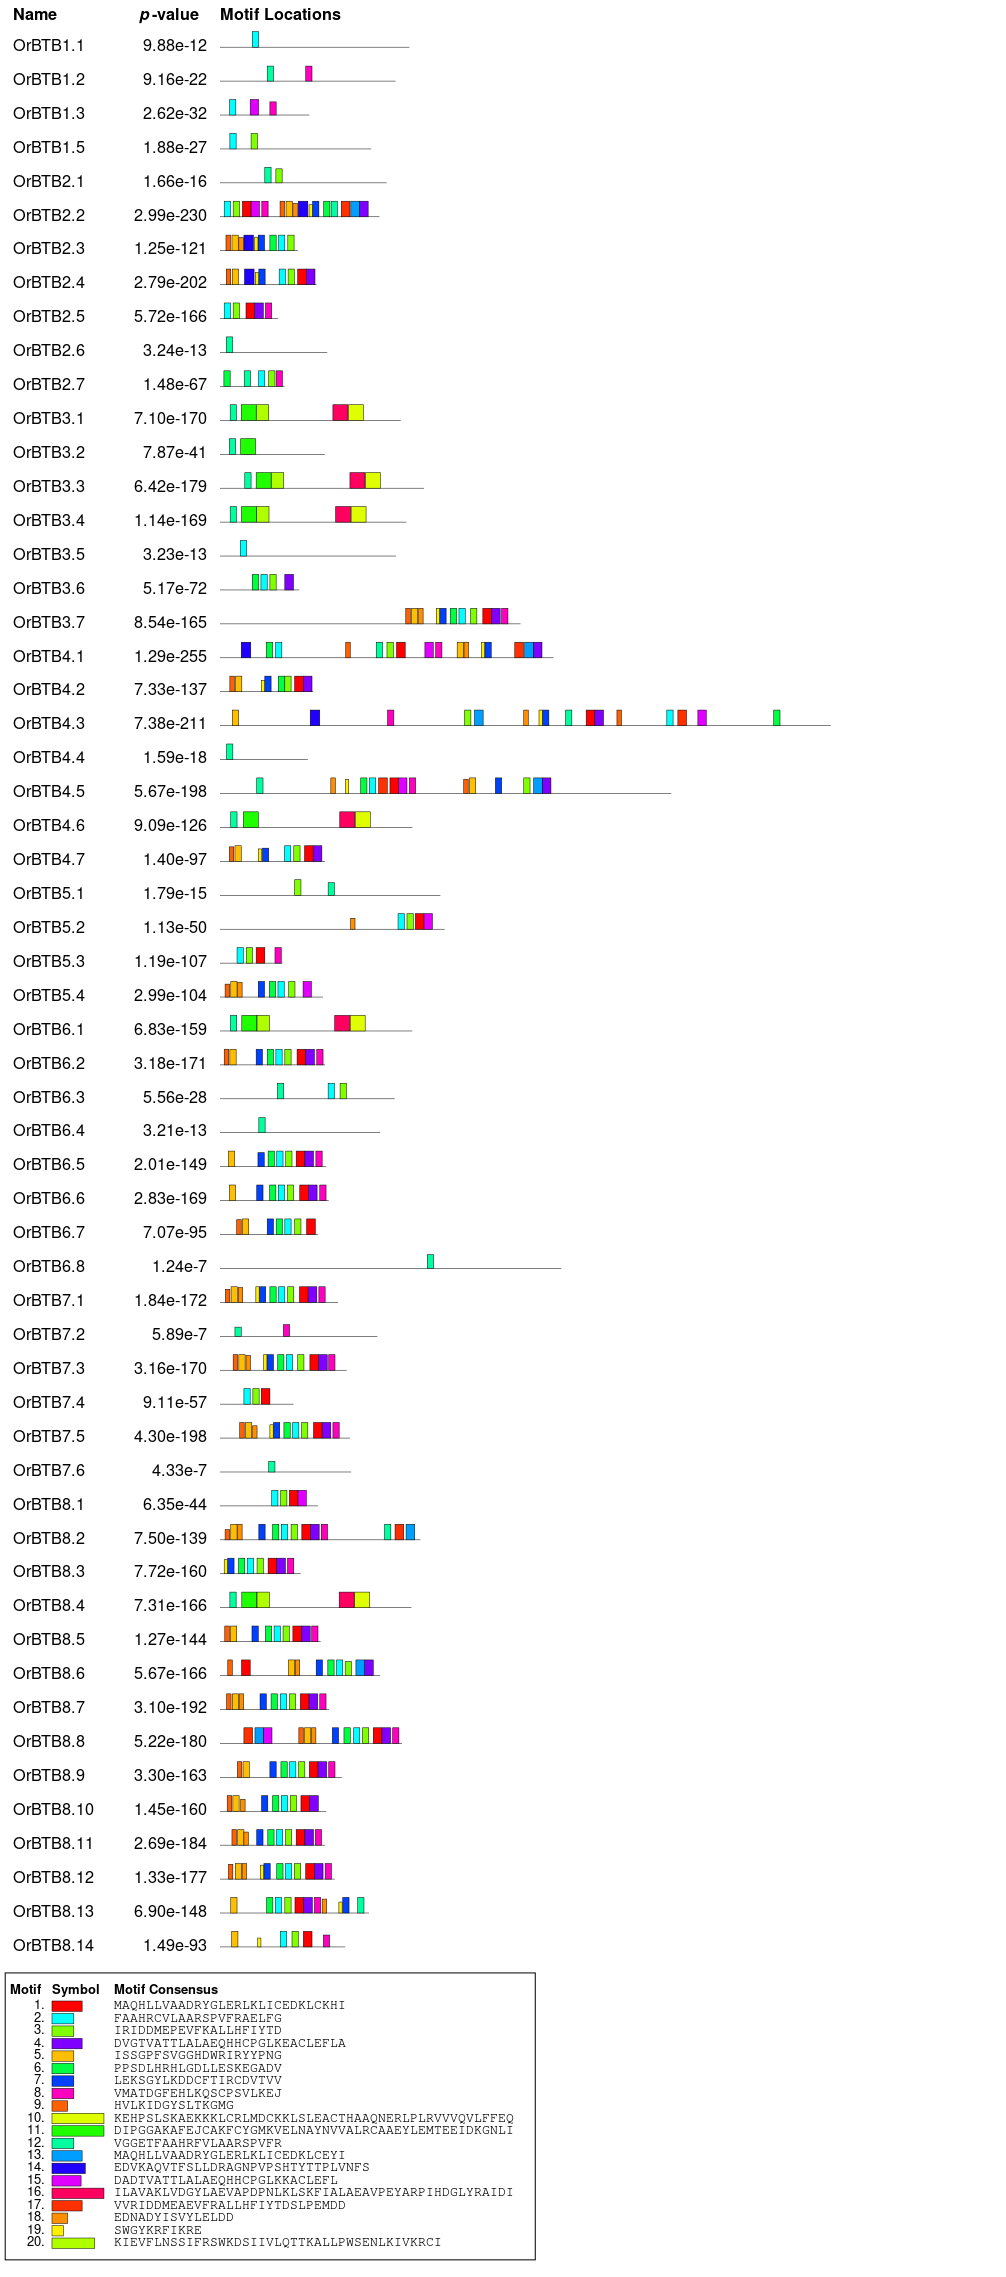 Name p-value Motif Locations
OrBTB1.1 9.88e-12
OrBTB1.2 9.16e-22
OrBTB1.3 2.62e-32
OrBTB1.5 1.88e-27
OrBTB2.1 1.66e-16
OrBTB2.2 2.99e-230
OrBTB2.3 1.25e-121
OrBTB2.4 2.79e-202
OrBTB2.5 5.72e-166
OrBTB2.6 3.24e-13
OrBTB2.7 1.48e-67
OrBTB3.1 7.10e-170
OrBTB3.2 7.87e-41
OrBTB3.3 6.42e-179
OrBTB3.4 1.14e-169
OrBTB3.5 3.23e-13
OrBTB3.6 5.17e-72
OrBTB3.7 8.54e-165
OrBTB4.1 1.29e-255
OrBTB4.2 7.33e-137
OrBTB4.3 7.38e-211
OrBTB4.4 1.59e-18
OrBTB4.5 5.67e-198
OrBTB4.6 9.09e-126
OrBTB4.7 1.40e-97
OrBTB5.1 1.79e-15
OrBTB5.2 1.13e-50
OrBTB5.3 1.19e-107
OrBTB5.4 2.99e-104
OrBTB6.1 6.83e-159
OrBTB6.2 3.18e-171
OrBTB6.3 5.56e-28
OrBTB6.4 3.21e-13
OrBTB6.5 2.01e-149
OrBTB6.6 2.83e-169
OrBTB6.7 7.07e-95
OrBTB6.8 1.24e-7
OrBTB7.1 1.84e-172
OrBTB7.2 5.89e-7
OrBTB7.3 3.16e-170
OrBTB7.4 9.11e-57
OrBTB7.5 4.30e-198
OrBTB7.6 4.33e-7
OrBTB8.1 6.35e-44
OrBTB8.2 7.50e-139
OrBTB8.3 7.72e-160
OrBTB8.4 7.31e-166
OrBTB8.5 1.27e-144
OrBTB8.6 5.67e-166
OrBTB8.7 3.10e-192
OrBTB8.8 5.22e-180
OrBTB8.9 3.30e-163
OrBTB8.10 1.45e-160
OrBTB8.11 2.69e-184
OrBTB8.12 1.33e-177
OrBTB8.13 6.90e-148
OrBTB8.14 1.49e-93
Motif Symbol Motif Consensus
1. MAQHLLVAADRYGLERLKLICEDKLCKHI
2. FAAHRCVLAARSPVFRAELFG
3. IRIDDMEPEVFKALLHFIYTD
4. DVGTVATTLALAEQHHCPGLKEACLEFLA
5. ISSGPFSVGGHDWRIRYYPNG
6. PPSDLHRHLGDLLESKEGADV
7. LEKSGYLKDDCFTIRCDVTVV
8. VMATDGFEHLKQSCPSVLKEJ
9. HVLKIDGYSLTKGMG
10. KEHPSLSKAEKKKLCRLMDCKKLSLEACTHAAQNERLPLRVVVQVLFFEQ
11. DIPGGAKAFEJCAKFCYGMKVELNAYNVVALRCAAEYLEMTEEIDKGNLI
12. VGGETFAAHRFVLAARSPVFR
13. MAQHLLVAADRYGLERLKLICEDKLCEYI
14. EDVKAQVTFSLLDRAGNPVPSHTYTTPLVNFS
15. DADTVATTLALAEQHHCPGLKKACLEFL
16. ILAVAKLVDGYLAEVAPDPNLKLSKFIALAEAVPEYARPIHDGLYRAIDI
17. VVRIDDMEAEVFRALLHFIYTDSLPEMDD
18. EDNADYISVYLELDD
19. SWGYKRFIKRE
20. KIEVFLNSSIFRSWKDSIIVLQTTKALLPWSENLKIVKRCI